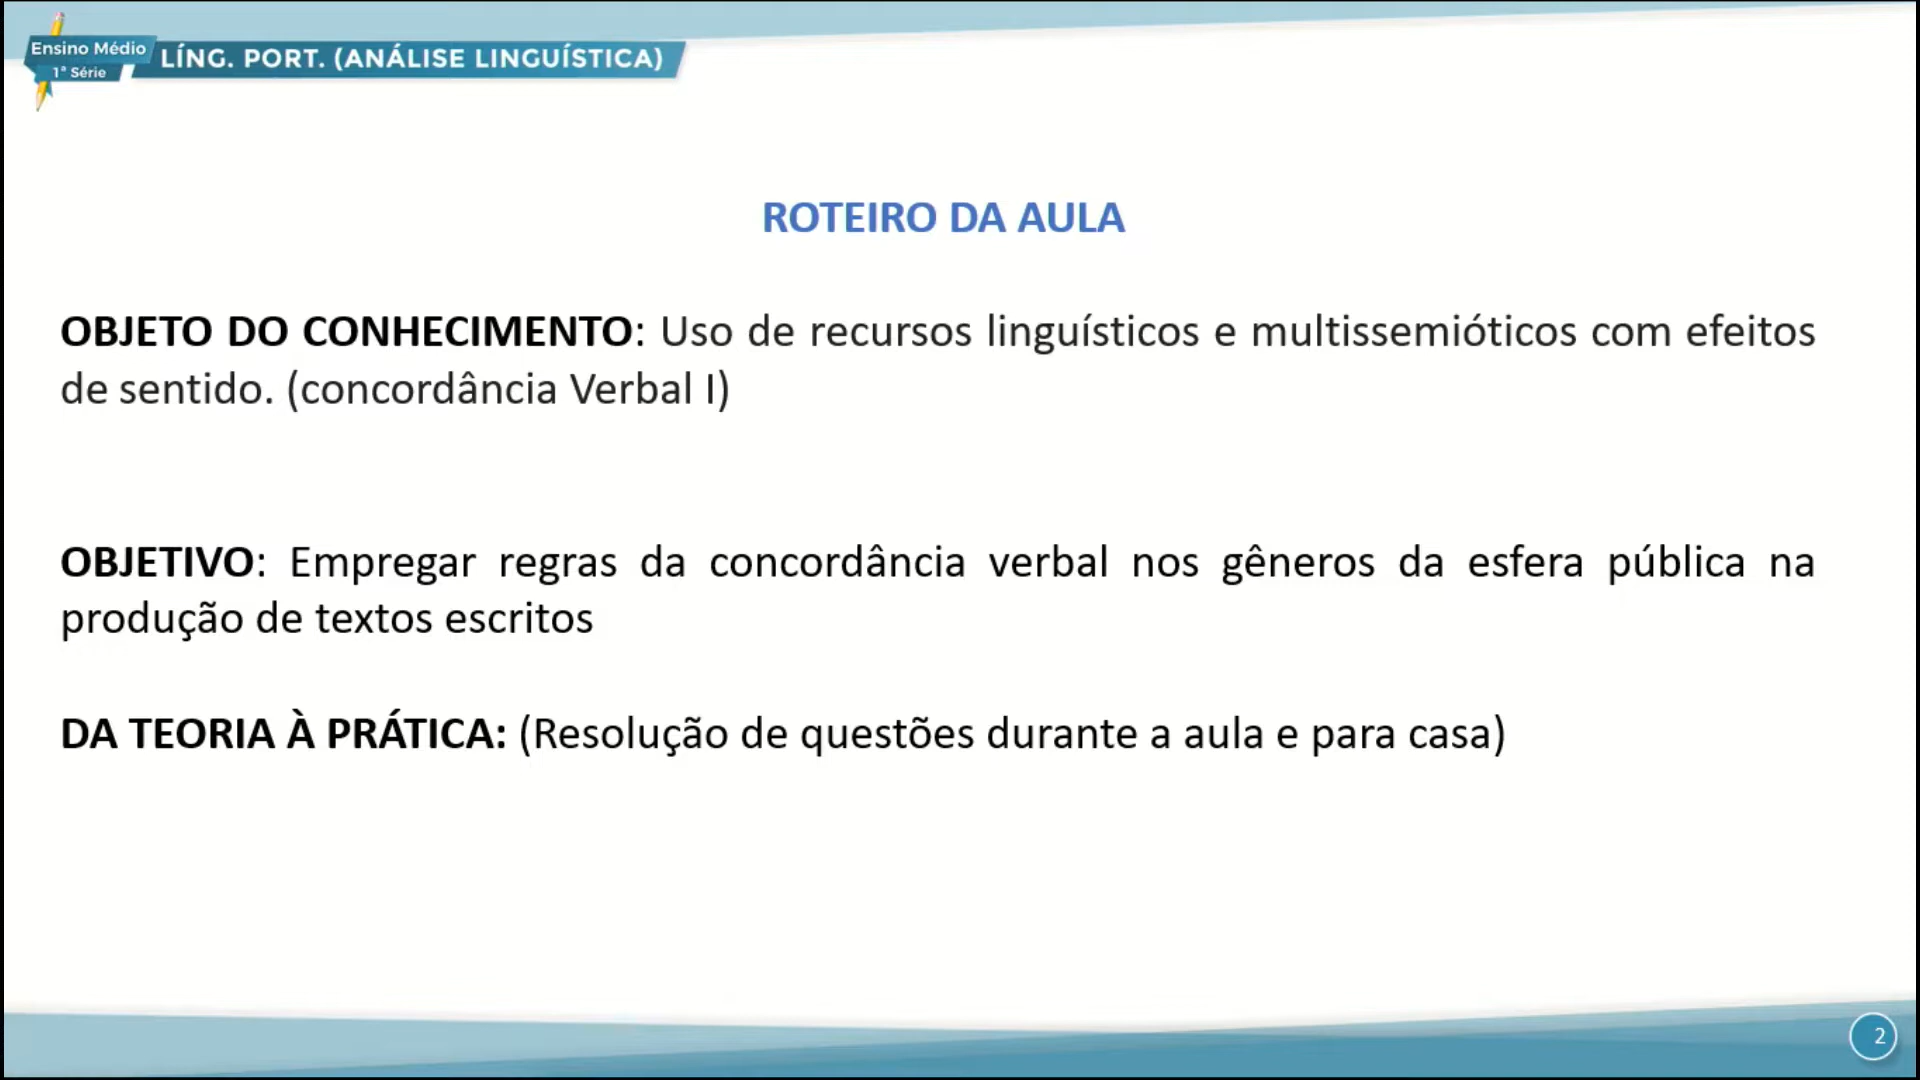 Ensino Médio
1ª Série
LÍNG. PORT. (ANÁLISE LINGUÍSTICA)
ROTEIRO DA AULA
OBJETO DO CONHECIMENTO: Uso de recursos linguísticos e multissemióticos com efeitos
de sentido. (concordância Verbal I)
OBJETIVO: Empregar regras da concordância verbal nos gêneros da esfera pública na
produção de textos escritos
DA TEORIA À PRÁTICA: (Resolução de questões durante a aula e para casa)
2